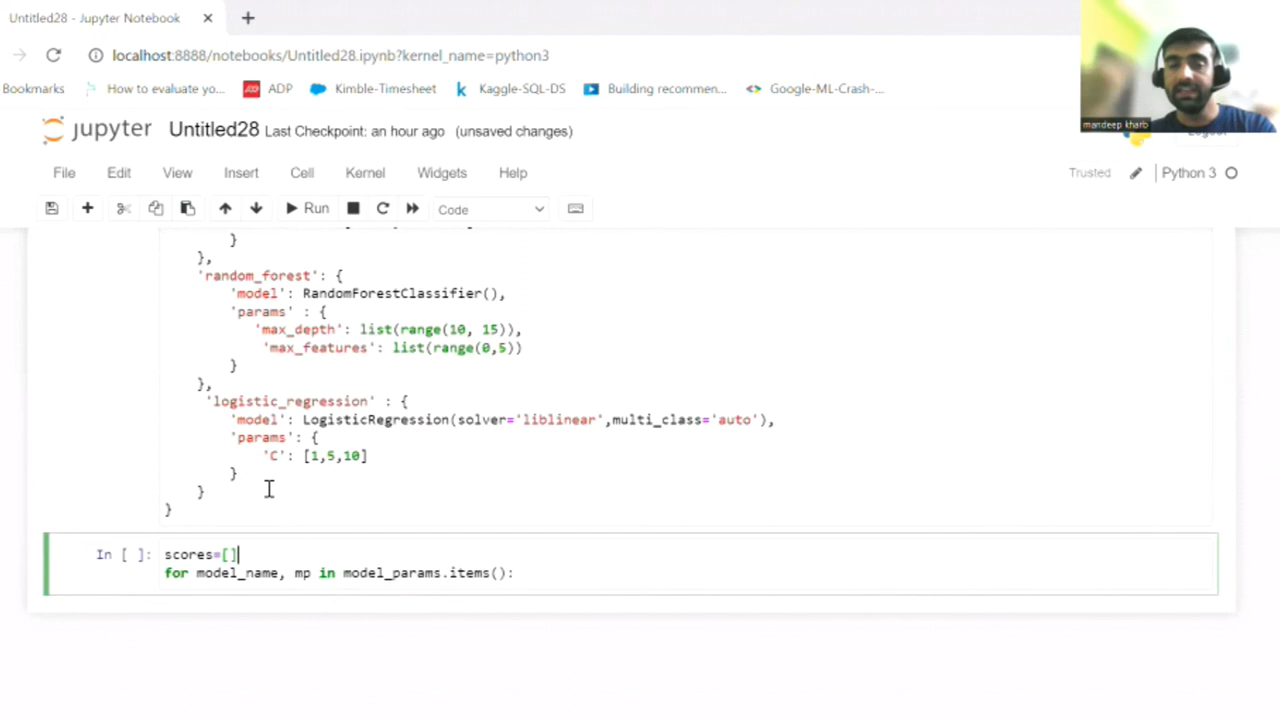 Untitled28 - Jupyter Notebook
localhost:8888/notebooks/Untitled28.ipynb?kernel_name=python3
Bookmarks How to evaluate yo... ADP Kimble-Timesheet Kaggle-SQL-DS Building recommen... Google-ML-Crash-...
mandeep kharb
jupyter Untitled28 Last Checkpoint: an hour ago (unsaved changes)
File Edit View Insert Cell Kernel Widgets Help Trusted Python 3
Run Code
}
},
'random_forest': {
'model': RandomForestClassifier(),
'params' : {
'max_depth': list(range(10, 15)),
'max_features': list(range(0,5))
}
},
'logistic_regression' : {
'model': LogisticRegression(solver='liblinear',multi_class='auto'),
'params': {
'C': [1,5,10]
}
}
}
In [ ]: scores=[]
for model_name, mp in model_params.items():